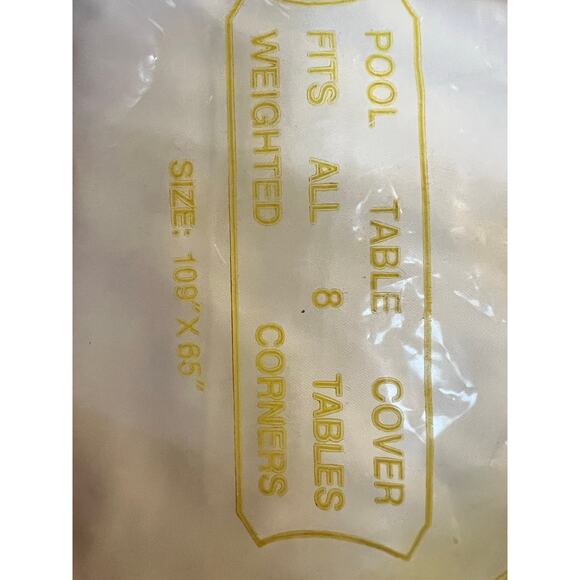 POOL TABLE COVER
FITS ALL 8 TABLES
WEIGHTED CORNERS
SIZE: 109" X 65"